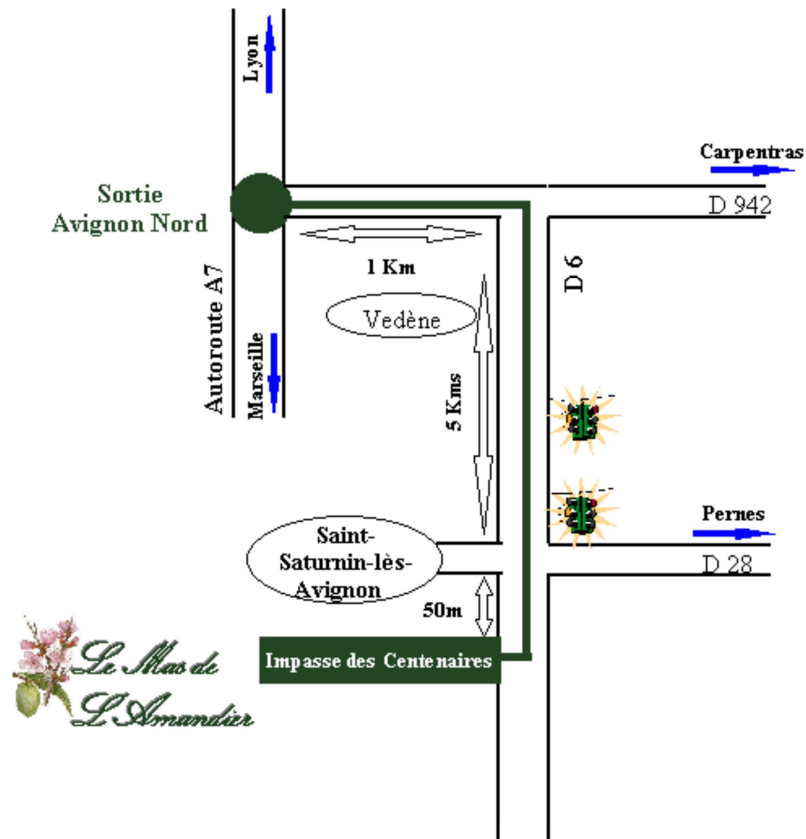 Lyon
Carpentras
Sortie
Avignon Nord
D 942
1 Km
D 6
Autoroute A7
Vedène
Marseille
5 Kms
Pernes
Saint-
Saturnin-lès-
Avignon
D 28
50m
Impasse des Centenaires
Le Mas de
L'Amandier